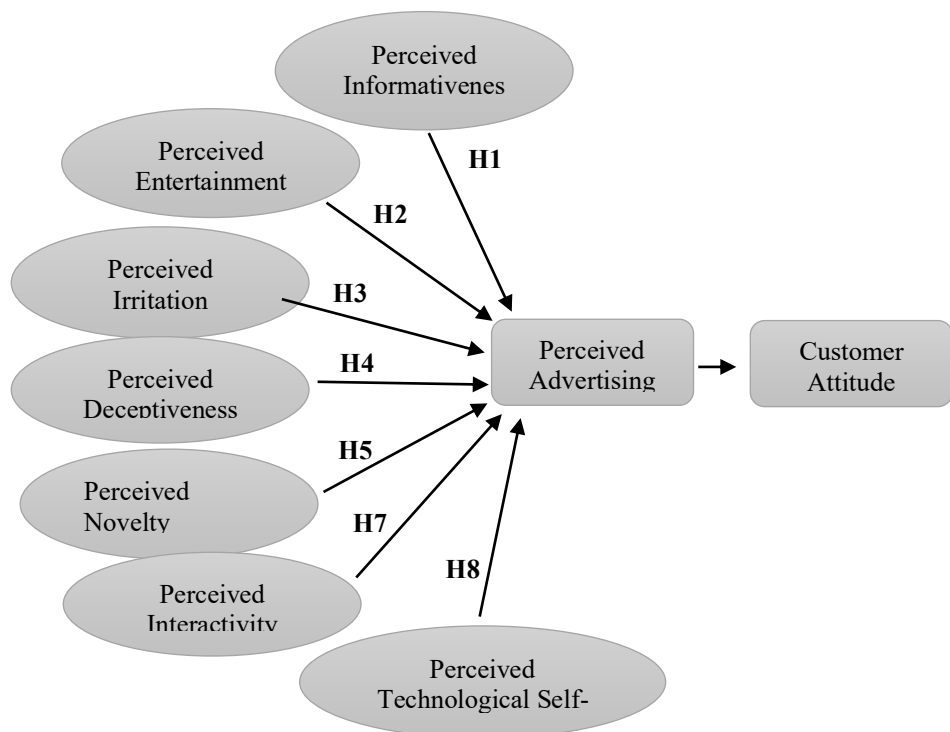 Perceived
Informativenes
H1
Perceived
Entertainment
H2
Perceived
Irritation
H3
Perceived
Deceptiveness
H4
Perceived
Novelty
H5
Perceived
Interactivity
H7
Perceived
Technological Self-
H8
Perceived
Advertising
Customer
Attitude